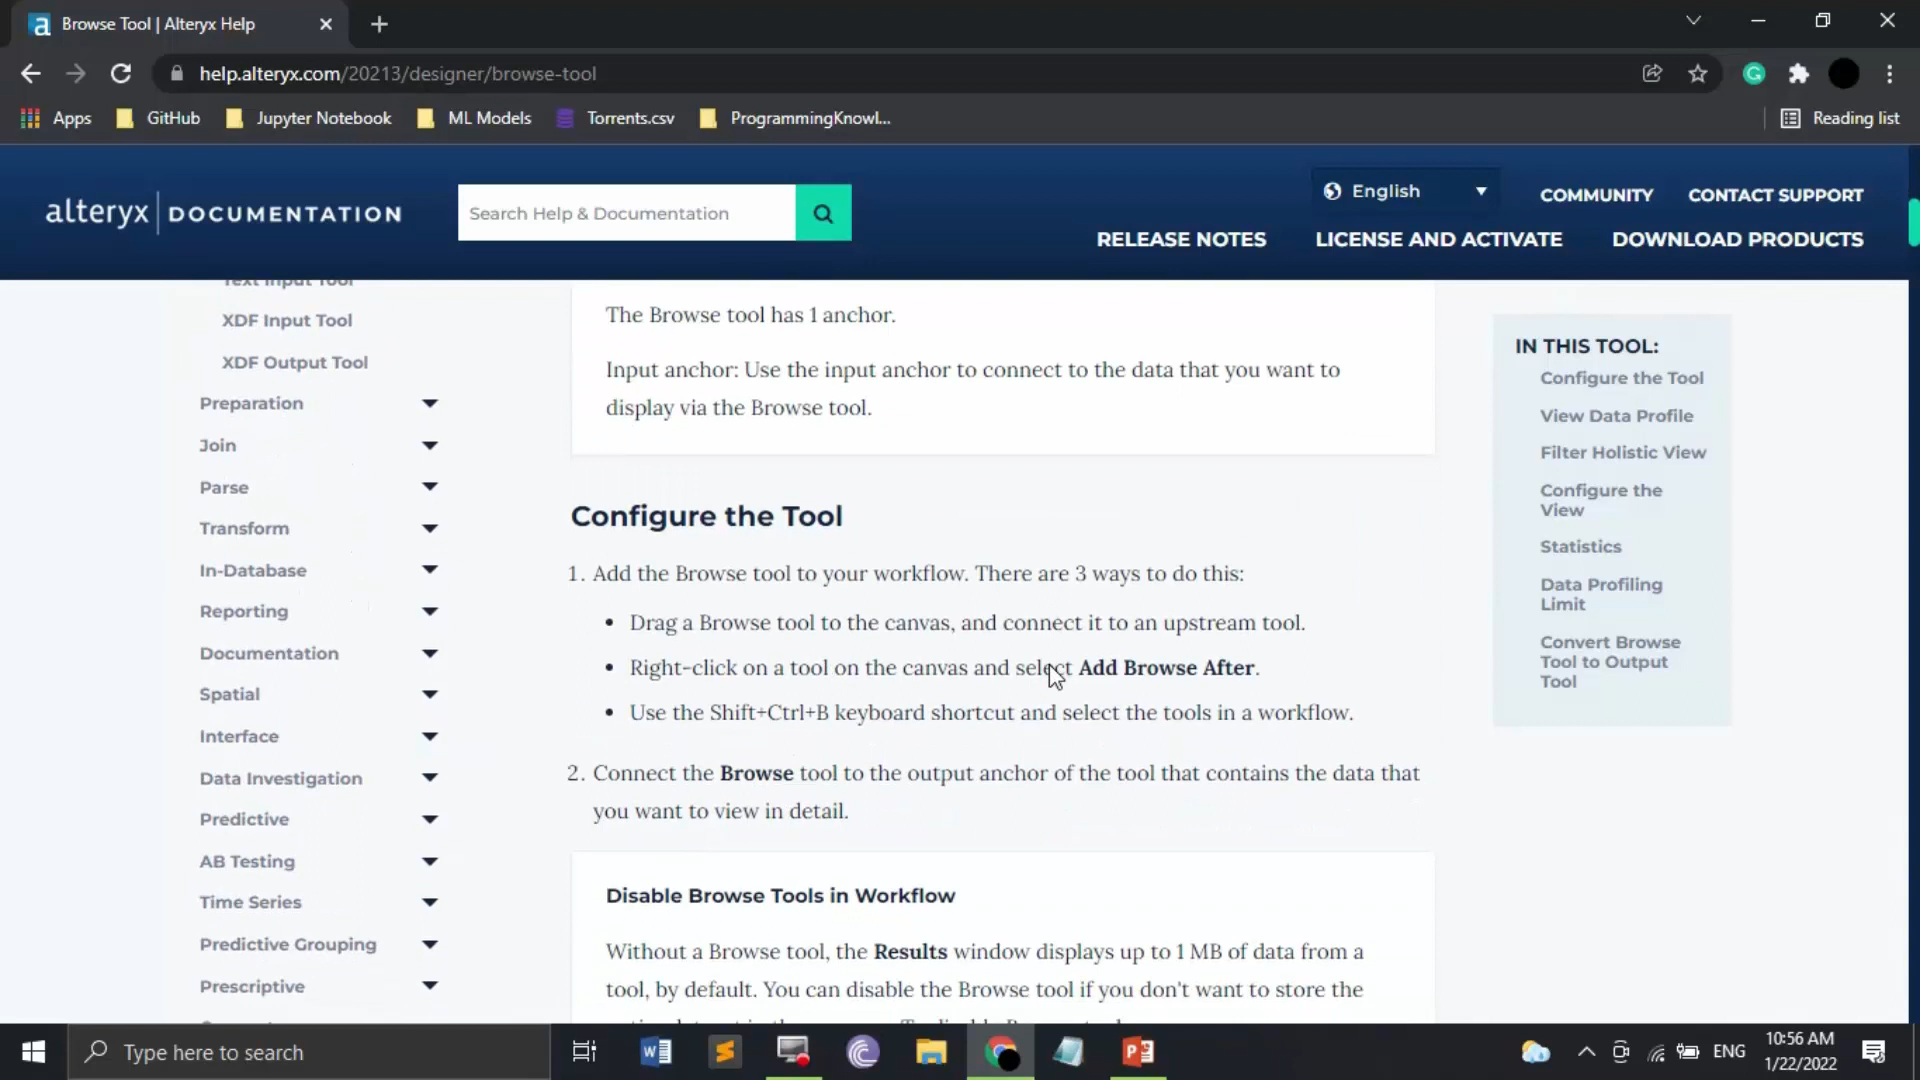 Browse Tool | Alteryx Help
help.alteryx.com/20213/designer/browse-tool
Apps
GitHub
Jupyter Notebook
ML Models
Torrents.csv
ProgrammingKnowl...
Reading list
alteryx | DOCUMENTATION
Search Help & Documentation
English
COMMUNITY
CONTACT SUPPORT
RELEASE NOTES
LICENSE AND ACTIVATE
DOWNLOAD PRODUCTS
Text Input Tool
XDF Input Tool
XDF Output Tool
Preparation
Join
Parse
Transform
In-Database
Reporting
Documentation
Spatial
Interface
Data Investigation
Predictive
AB Testing
Time Series
Predictive Grouping
Prescriptive
The Browse tool has 1 anchor.
Input anchor: Use the input anchor to connect to the data that you want to
display via the Browse tool.
Configure the Tool
1. Add the Browse tool to your workflow. There are 3 ways to do this:
• Drag a Browse tool to the canvas, and connect it to an upstream tool.
• Right-click on a tool on the canvas and select Add Browse After.
• Use the Shift+Ctrl+B keyboard shortcut and select the tools in a workflow.
2. Connect the Browse tool to the output anchor of the tool that contains the data that
you want to view in detail.
Disable Browse Tools in Workflow
Without a Browse tool, the Results window displays up to 1 MB of data from a
tool, by default. You can disable the Browse tool if you don't want to store the
IN THIS TOOL:
Configure the Tool
View Data Profile
Filter Holistic View
Configure the
View
Statistics
Data Profiling
Limit
Convert Browse
Tool to Output
Tool
Type here to search
ENG
10:56 AM
1/22/2022